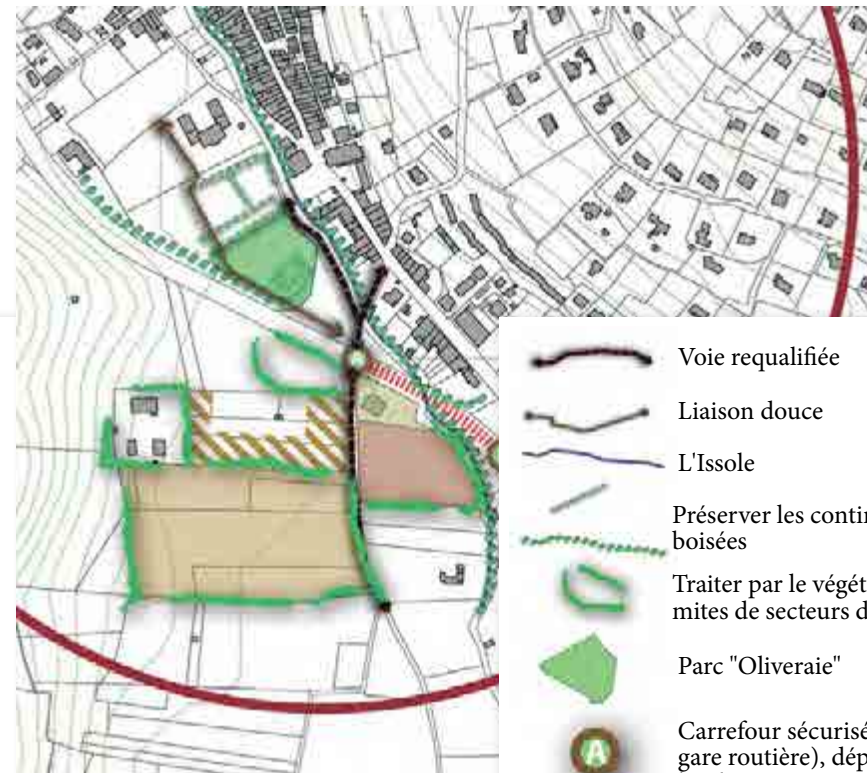 Voie requalifiée
Liaison douce
L'Issole
Préserver les contin
boisées
Traiter par le végét
mites de secteurs d
Parc "Oliveraie"
A
Carrefour sécurisé
gare routière), dép